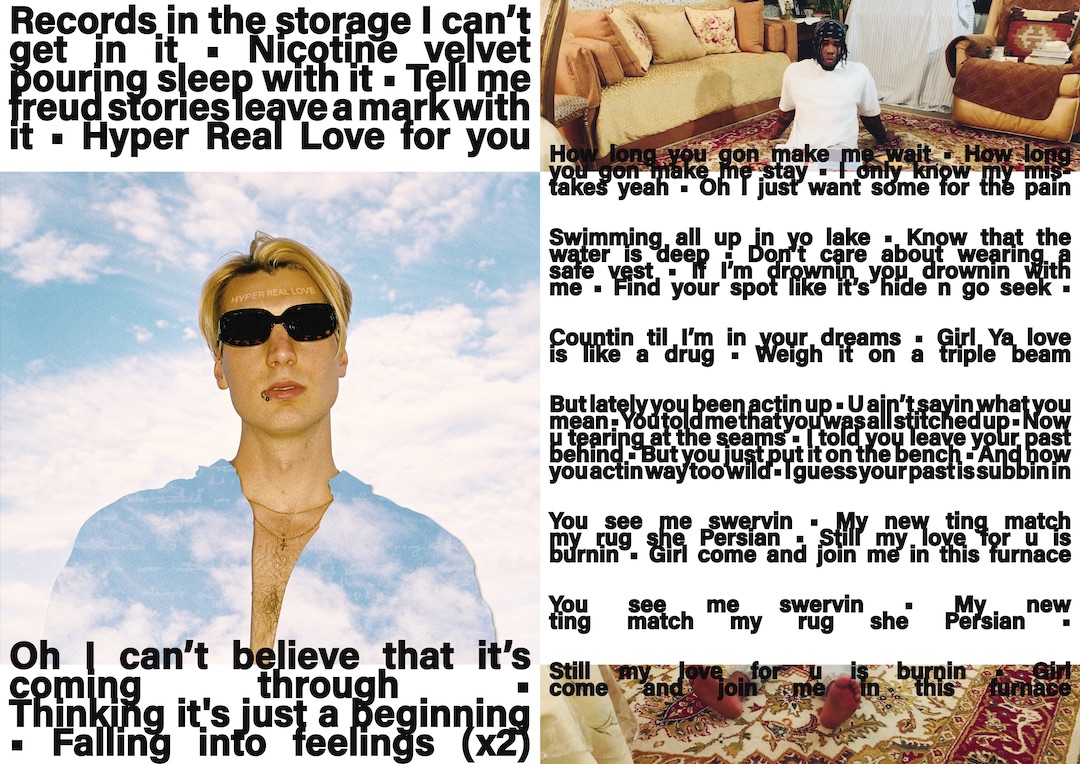 Records in the storage I can’t
get in it ▪ Nicotine velvet
pouring sleep with it ▪ Tell me
freud stories leave a mark with
it ▪ Hyper Real Love for you
HYPER REAL LOVE
Oh I can’t believe that it’s
coming through ▪
Thinking it's just a beginning
▪ Falling into feelings (x2)
How long you gon make me wait ▪ How long
you gon make me stay ▪ I only know my mis-
takes yeah ▪ Oh I just want some for the pain
Swimming all up in yo lake ▪ Know that the
water is deep ▪ Don’t care about wearing a
safe vest ▪ If I’m drownin you drownin with
me ▪ Find your spot like it’s hide n go seek ▪
Countin til I’m in your dreams ▪ Girl Ya love
is like a drug ▪ Weigh it on a triple beam
But lately you been actin up ▪ U ain’t sayin what you
mean ▪ You told me that you was all stitched up ▪ Now
u tearing at the seams ▪ I told you leave your past
behind ▪ But you just put it on the bench ▪ And now
you actin way too wild ▪ I guess your past is subbin in
You see me swervin ▪ My new ting match
my rug she Persian ▪ Still my love for u is
burnin ▪ Girl come and join me in this furnace
You see me swervin ▪ My new
ting match my rug she Persian ▪
Still my love for u is burnin ▪ Girl
come and join me in this furnace